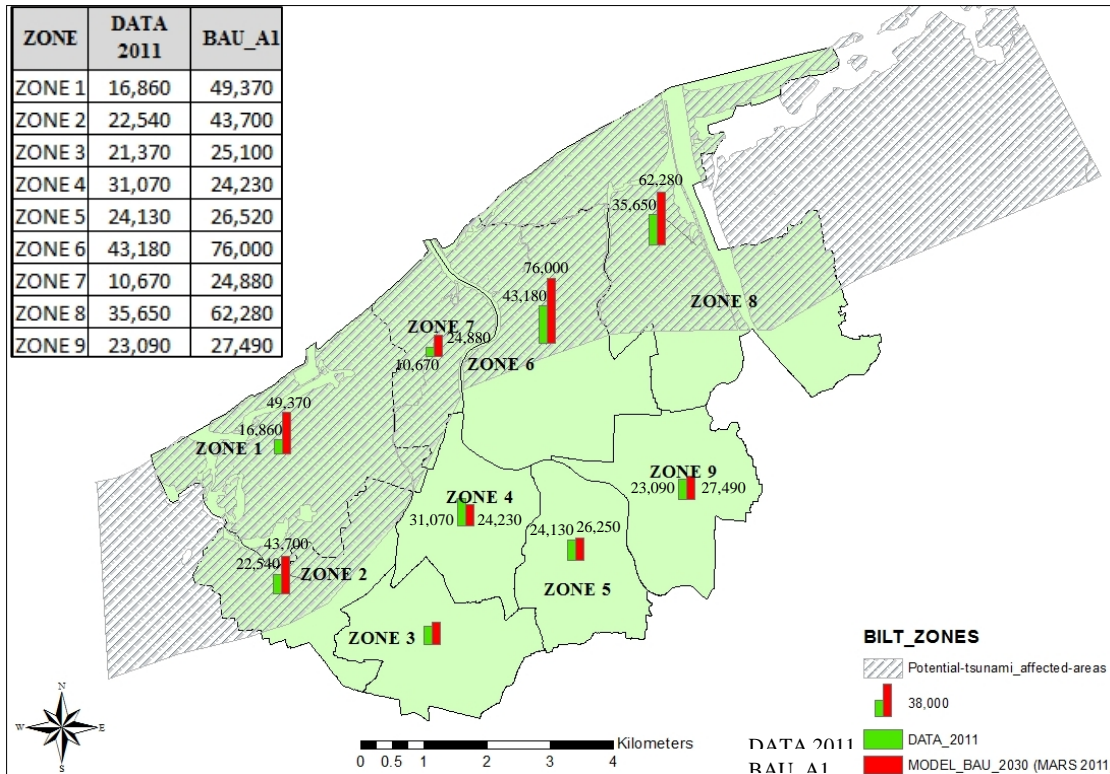 ZONE DATA 2011 BAU_A1
ZONE 1 16,860 49,370
ZONE 2 22,540 43,700
ZONE 3 21,370 25,100
ZONE 4 31,070 24,230
ZONE 5 24,130 26,520
ZONE 6 43,180 76,000
ZONE 7 10,670 24,880
ZONE 8 35,650 62,280
ZONE 9 23,090 27,490
62,280
35,650
76,000
43,180
ZONE 8
ZONE 7
24,880
10,670
ZONE 6
49,370
16,860
ZONE 1
ZONE 9
23,090 27,490
ZONE 4
31,070 24,230
24,130 26,250
ZONE 5
43,700
22,540
ZONE 2
ZONE 3
BILT_ZONES
Potential-tsunami_affected-areas
38,000
DATA_2011
MODEL_BAU_2030 (MARS 2011
DATA 2011
BAU_A1
N
W E
S
Kilometers
0 0.5 1 2 3 4